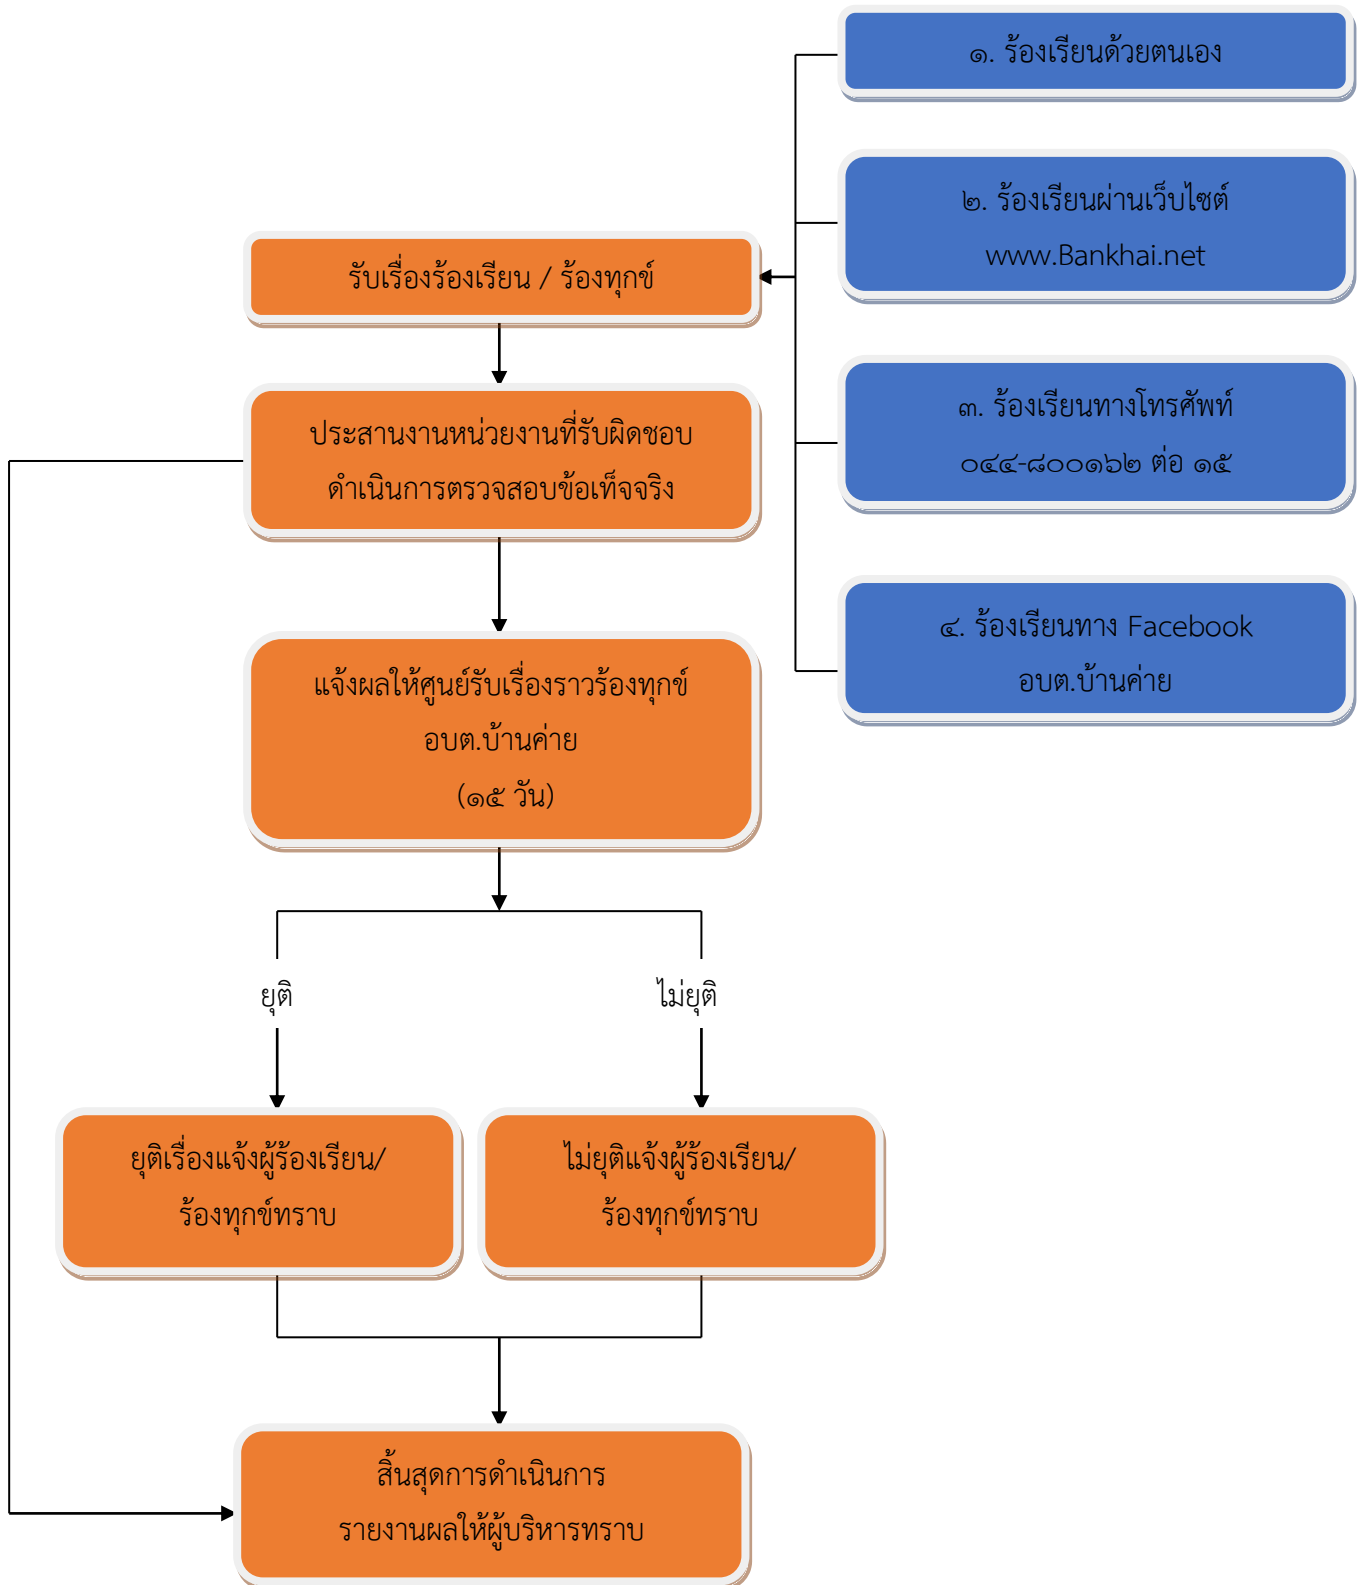 ๑. ร้องเรียนด้วยตนเอง
๒. ร้องเรียนผ่านเว็บไซต์
www.Bankhai.net
รับเรื่องร้องเรียน / ร้องทุกข์
๓. ร้องเรียนทางโทรศัพท์
๐๔๔-๘๐๐๑๖๒ ต่อ ๑๕
ประสานงานหน่วยงานที่รับผิดชอบ
ดำเนินการตรวจสอบข้อเท็จจริง
๔. ร้องเรียนทาง Facebook
อบต.บ้านค่าย
แจ้งผลให้ศูนย์รับเรื่องราวร้องทุกข์
อบต.บ้านค่าย
(๑๕ วัน)
ยุติ
ไม่ยุติ
ยุติเรื่องแจ้งผู้ร้องเรียน/
ร้องทุกข์ทราบ
ไม่ยุติแจ้งผู้ร้องเรียน/
ร้องทุกข์ทราบ
สิ้นสุดการดำเนินการ
รายงานผลให้ผู้บริหารทราบ